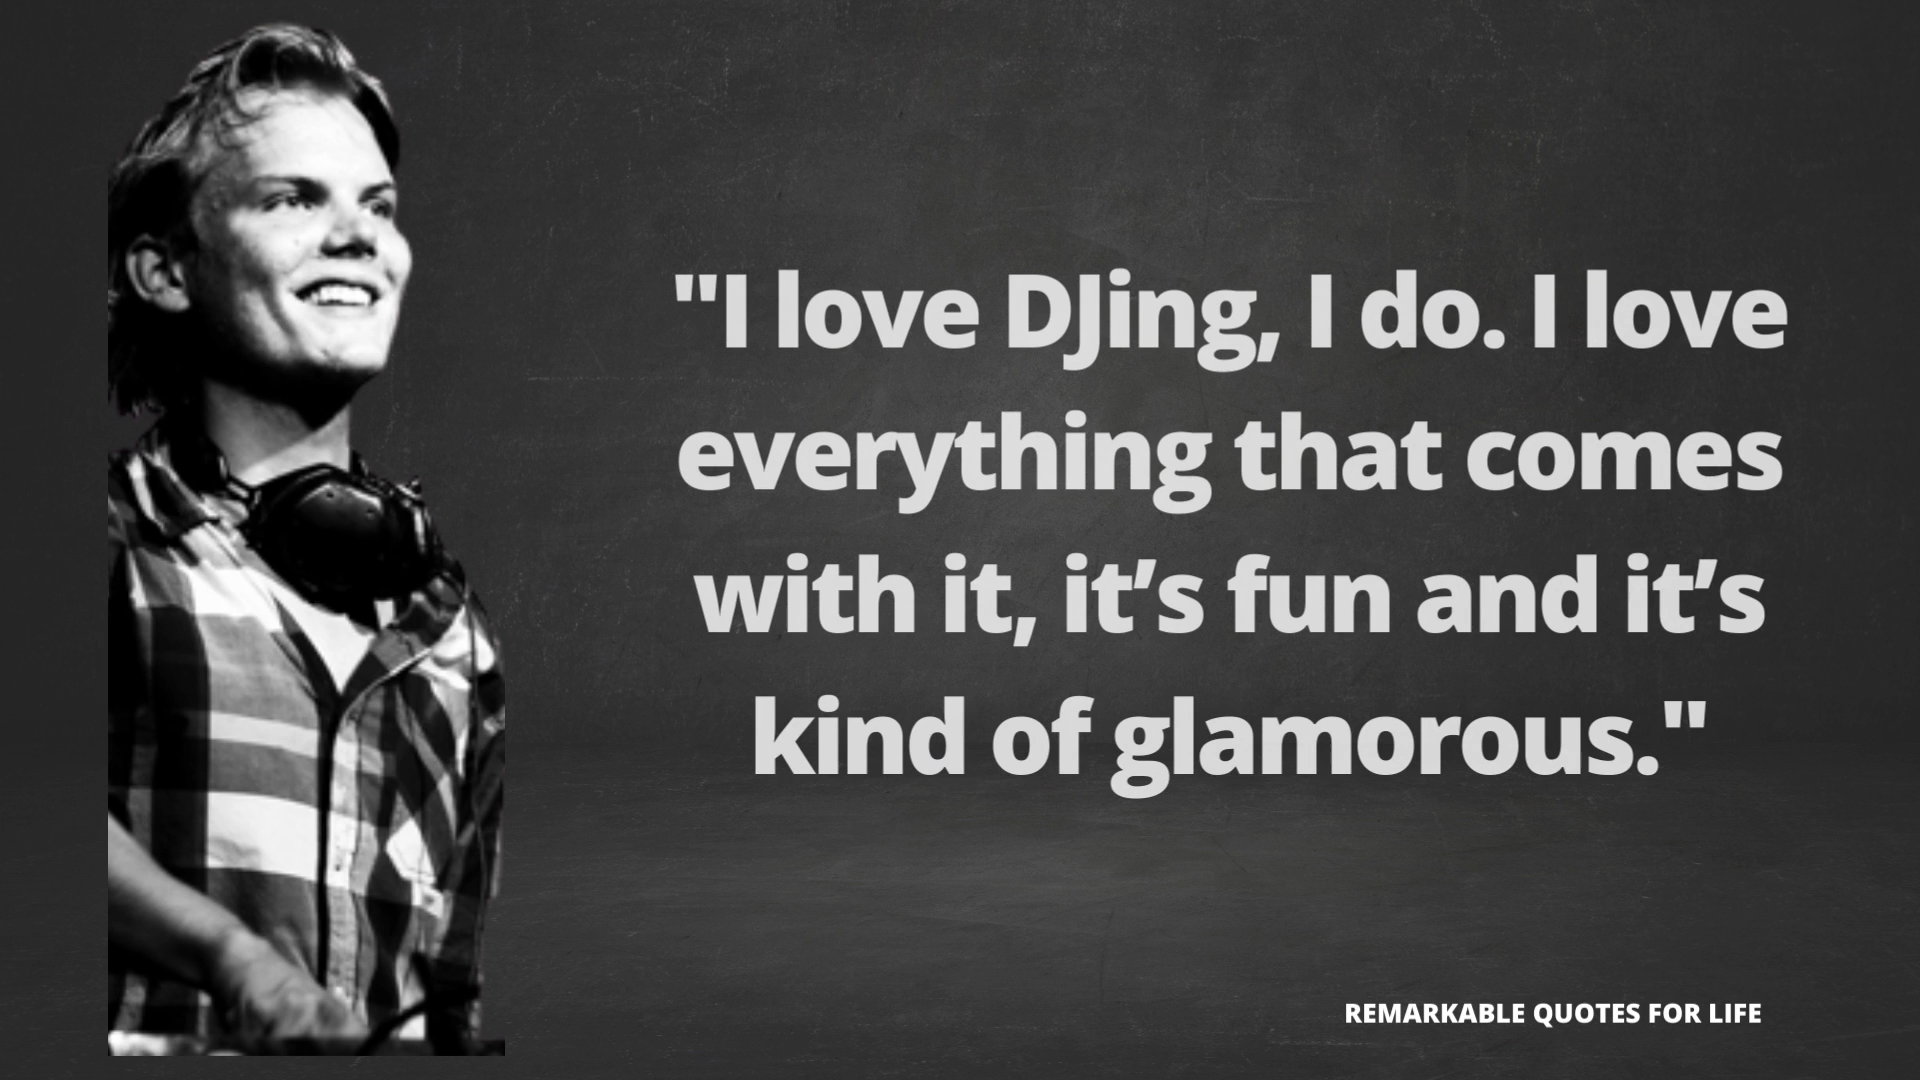 "I love DJing, I do. I love
everything that comes
with it, it’s fun and it’s
kind of glamorous."
REMARKABLE QUOTES FOR LIFE